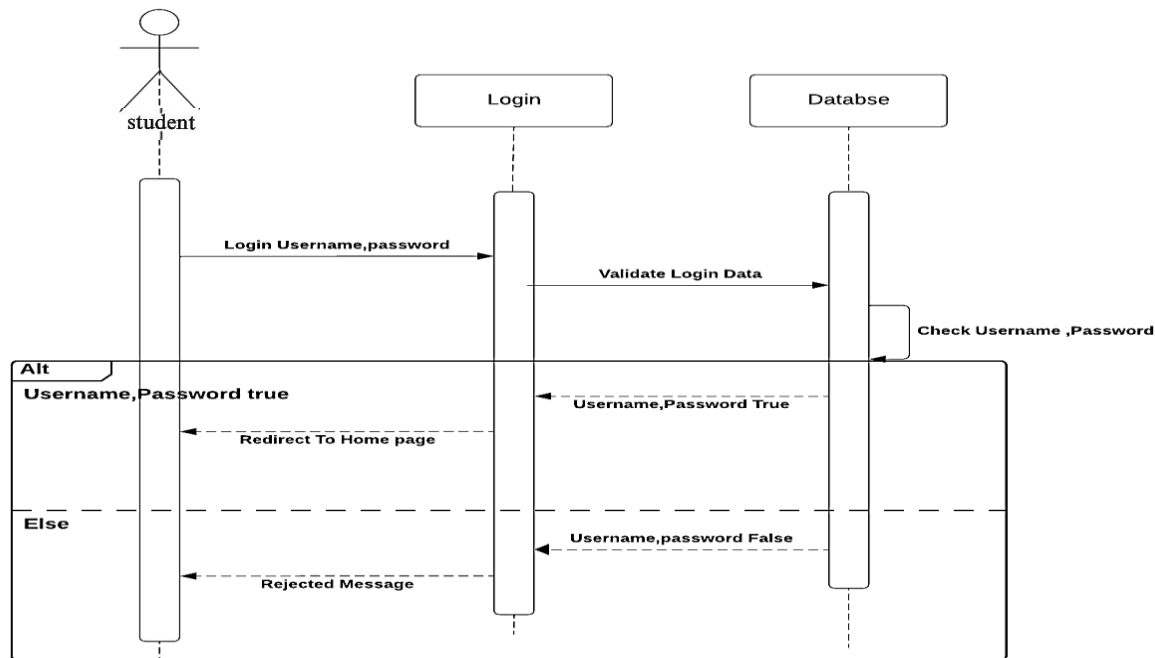 student
Login
Databse
Login Username,password
Validate Login Data
Check Username ,Password
Alt
Username,Password true
Username,Password True
Redirect To Home page
Else
Username,password False
Rejected Message